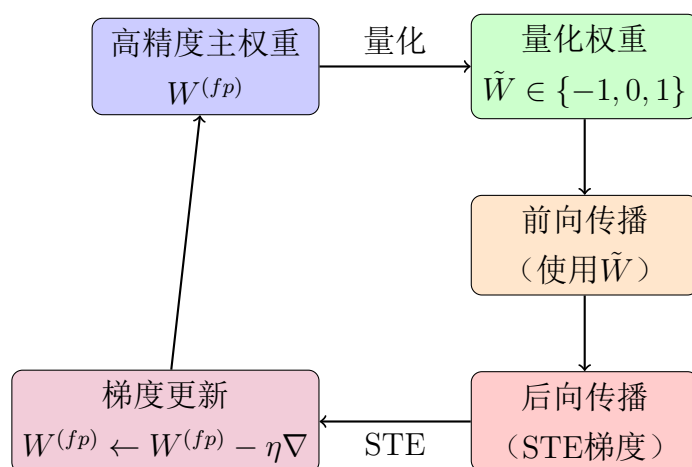 高精度主权重
W^{(fp)}
量化
量化权重
W̃ ∈ {−1, 0, 1}
前向传播
（使用W̃）
后向传播
（STE梯度）
STE
梯度更新
W^{(fp)} ← W^{(fp)} − η∇